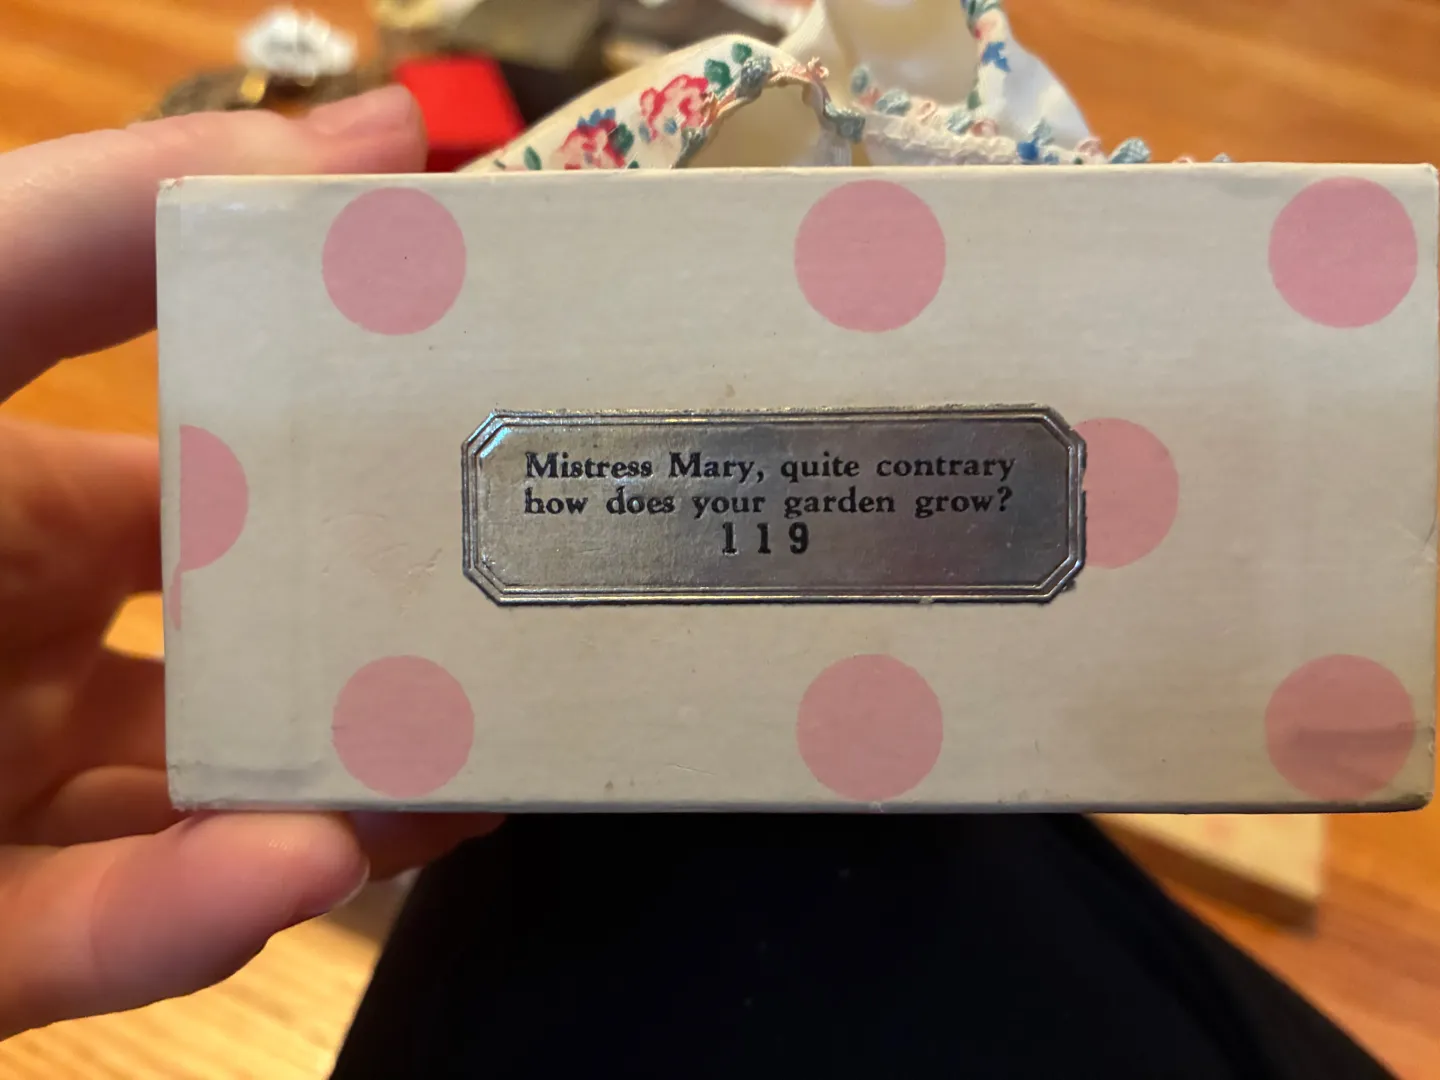 Mistress Mary, quite contrary
how does your garden grow?
119